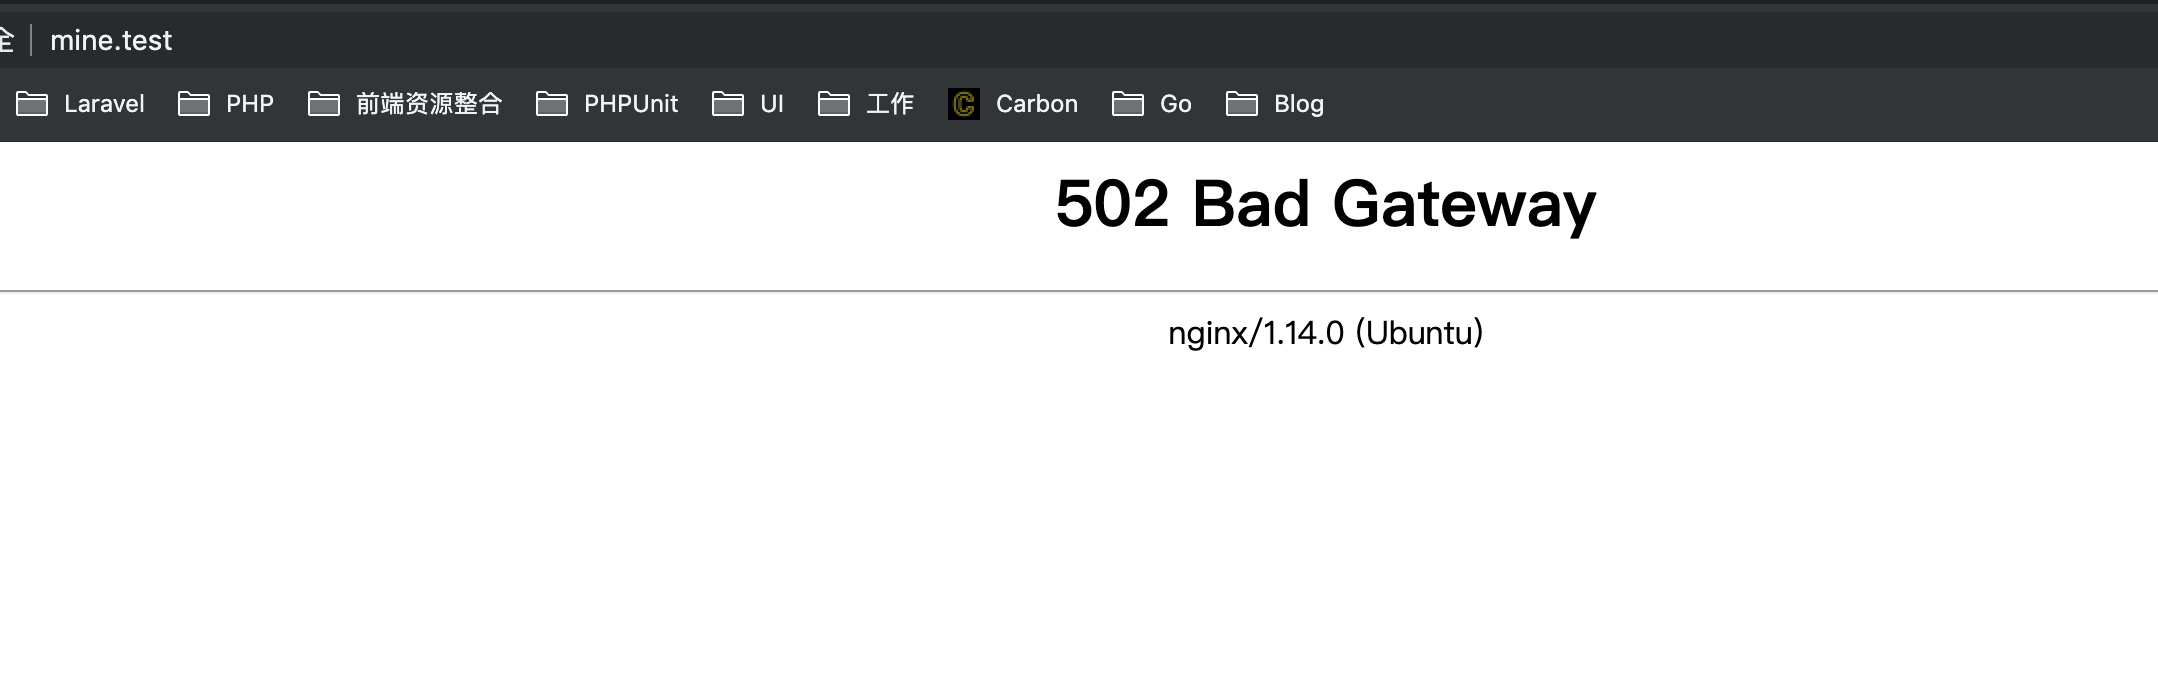 全 mine.test
Laravel PHP 前端资源整合 PHPUnit UI 工作 Carbon Go Blog
502 Bad Gateway
nginx/1.14.0 (Ubuntu)